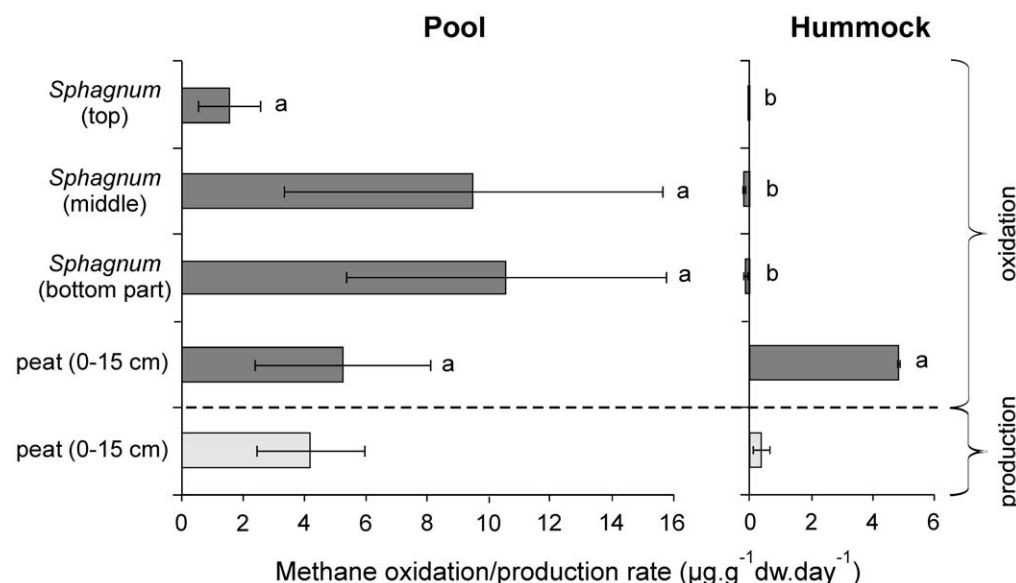 Pool
Hummock
Sphagnum
(top)
a
b
Sphagnum
(middle)
a
b
Sphagnum
(bottom part)
a
b
peat (0-15 cm)
a
a
oxidation
peat (0-15 cm)
production
0 2 4 6 8 10 12 14 16
0 2 4 6
Methane oxidation/production rate (µg.g⁻¹dw.day⁻¹)